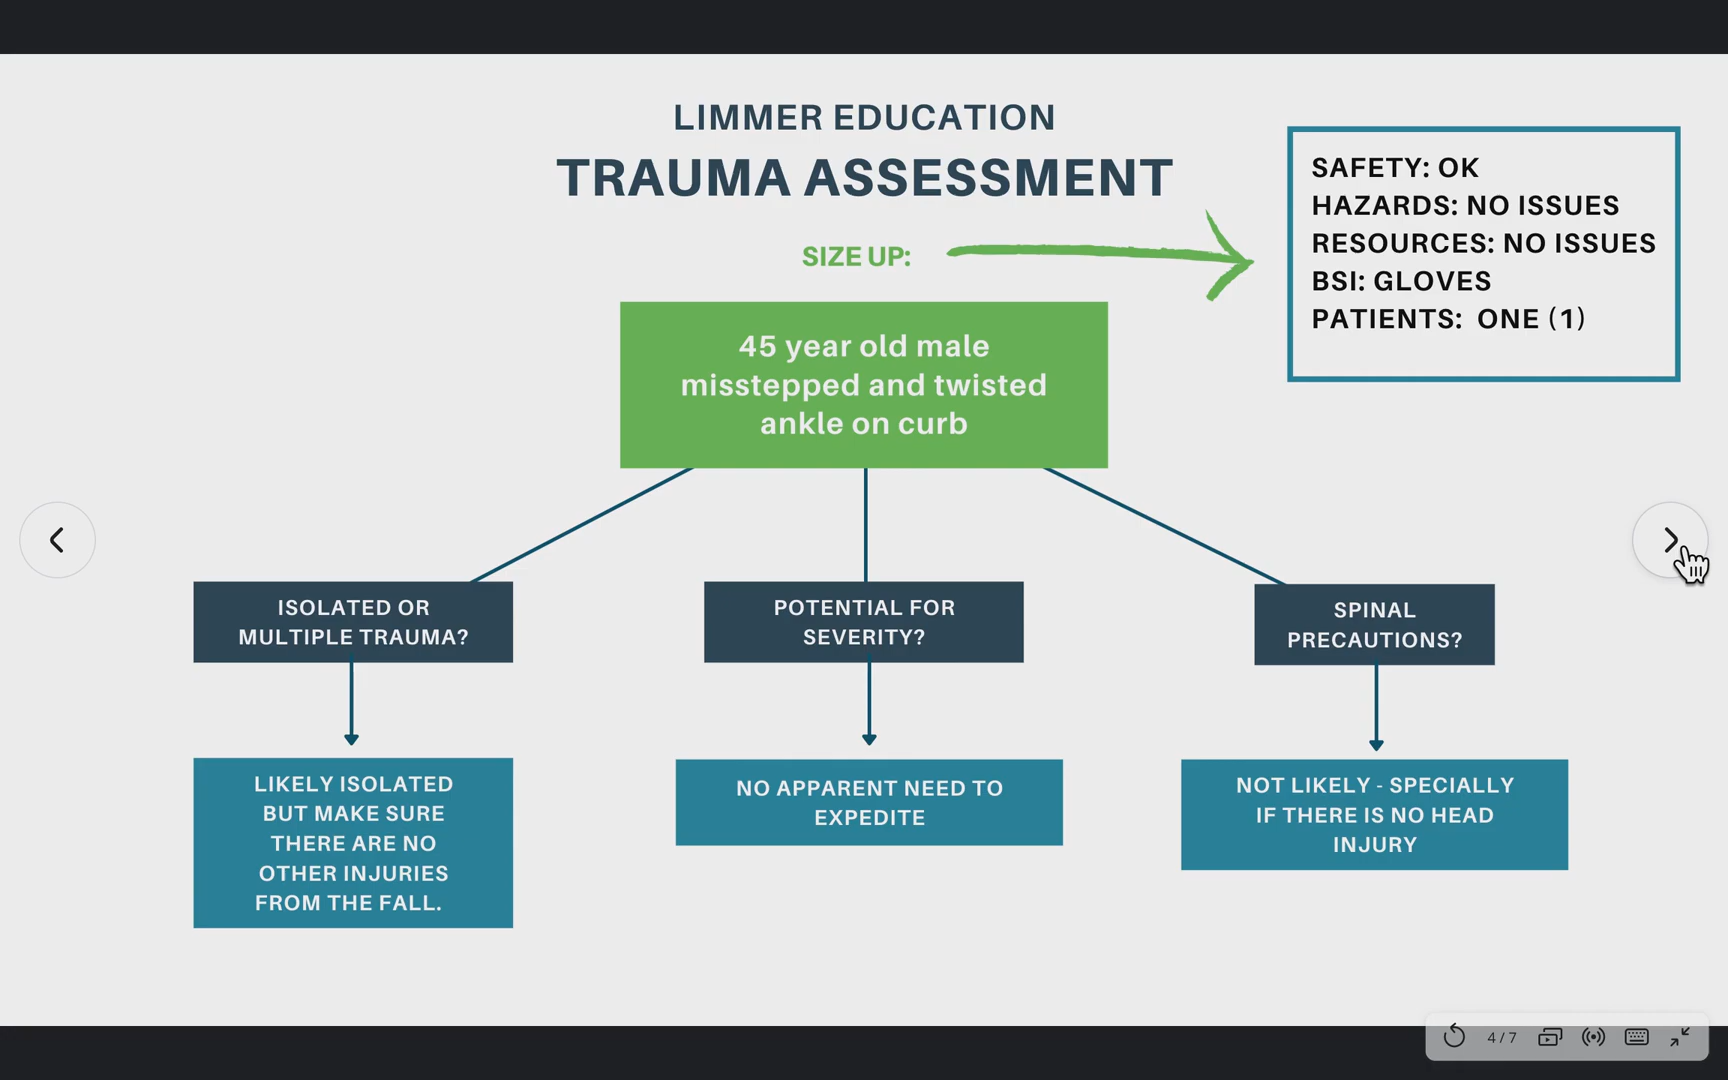 LIMMER EDUCATION
TRAUMA ASSESSMENT
SIZE UP:
SAFETY: OK
HAZARDS: NO ISSUES
RESOURCES: NO ISSUES
BSI: GLOVES
PATIENTS:  ONE (1)
45 year old male
misstepped and twisted
ankle on curb
ISOLATED OR
MULTIPLE TRAUMA?
POTENTIAL FOR
SEVERITY?
SPINAL
PRECAUTIONS?
LIKELY ISOLATED
BUT MAKE SURE
THERE ARE NO
OTHER INJURIES
FROM THE FALL.
NO APPARENT NEED TO
EXPEDITE
NOT LIKELY - SPECIALLY
IF THERE IS NO HEAD
INJURY
4 / 7